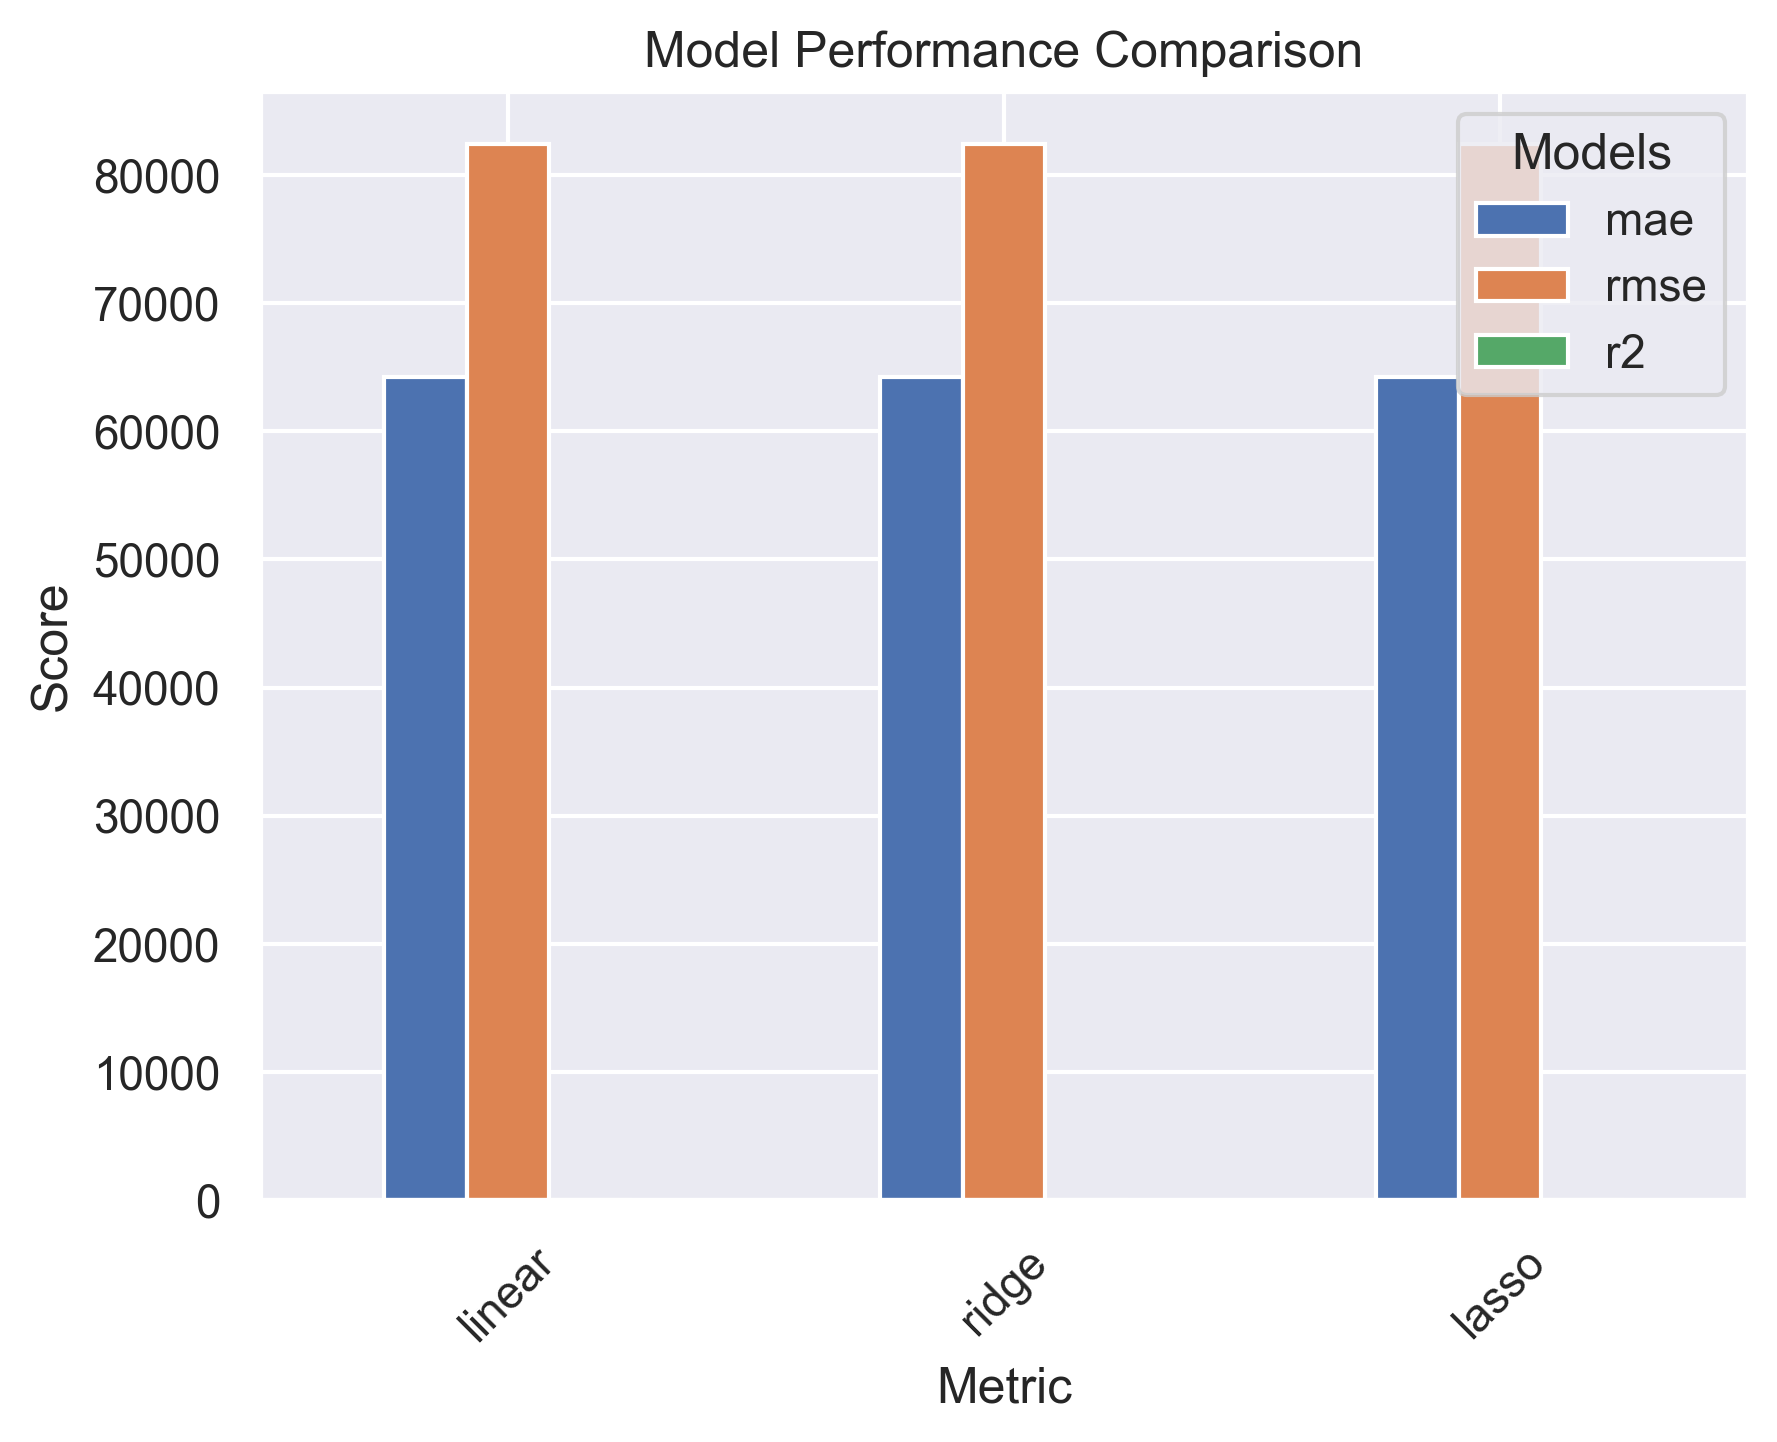 Model Performance Comparison
Models
mae
rmse
r2
80000
70000
60000
50000
40000
30000
20000
10000
0
Score
linear
ridge
lasso
Metric